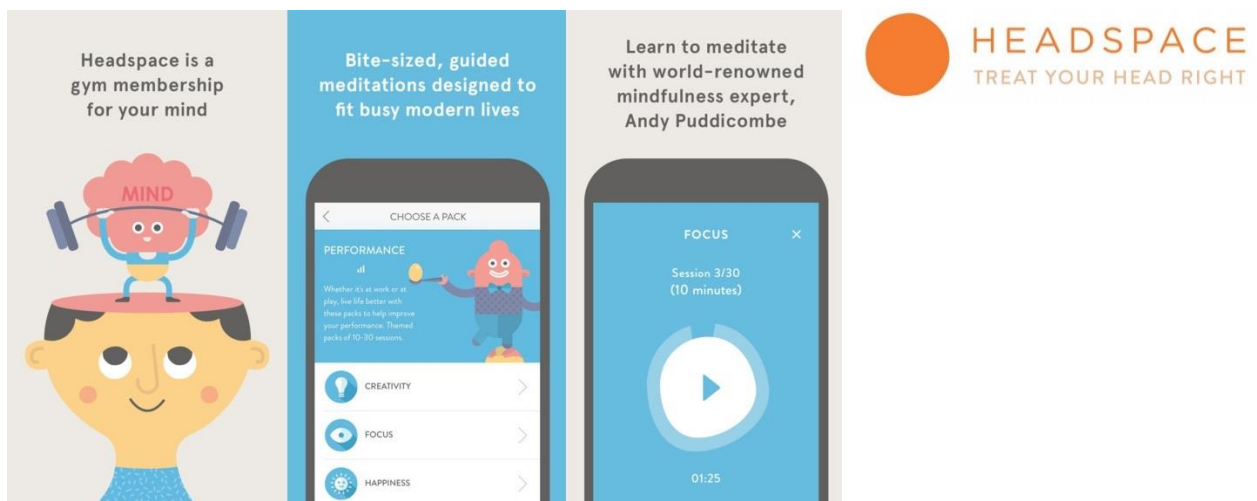 Headspace is a
gym membership
for your mind
MIND
Bite-sized, guided
meditations designed to
fit busy modern lives
CHOOSE A PACK
PERFORMANCE
Whether it's at work or at
play, live life better with
these packs to help improve
your performance. Themed
packs of 10-30 sessions.
CREATIVITY
FOCUS
HAPPINESS
Learn to meditate
with world-renowned
mindfulness expert,
Andy Puddicombe
FOCUS
Session 3/30
(10 minutes)
01:25
HEADSPACE
TREAT YOUR HEAD RIGHT